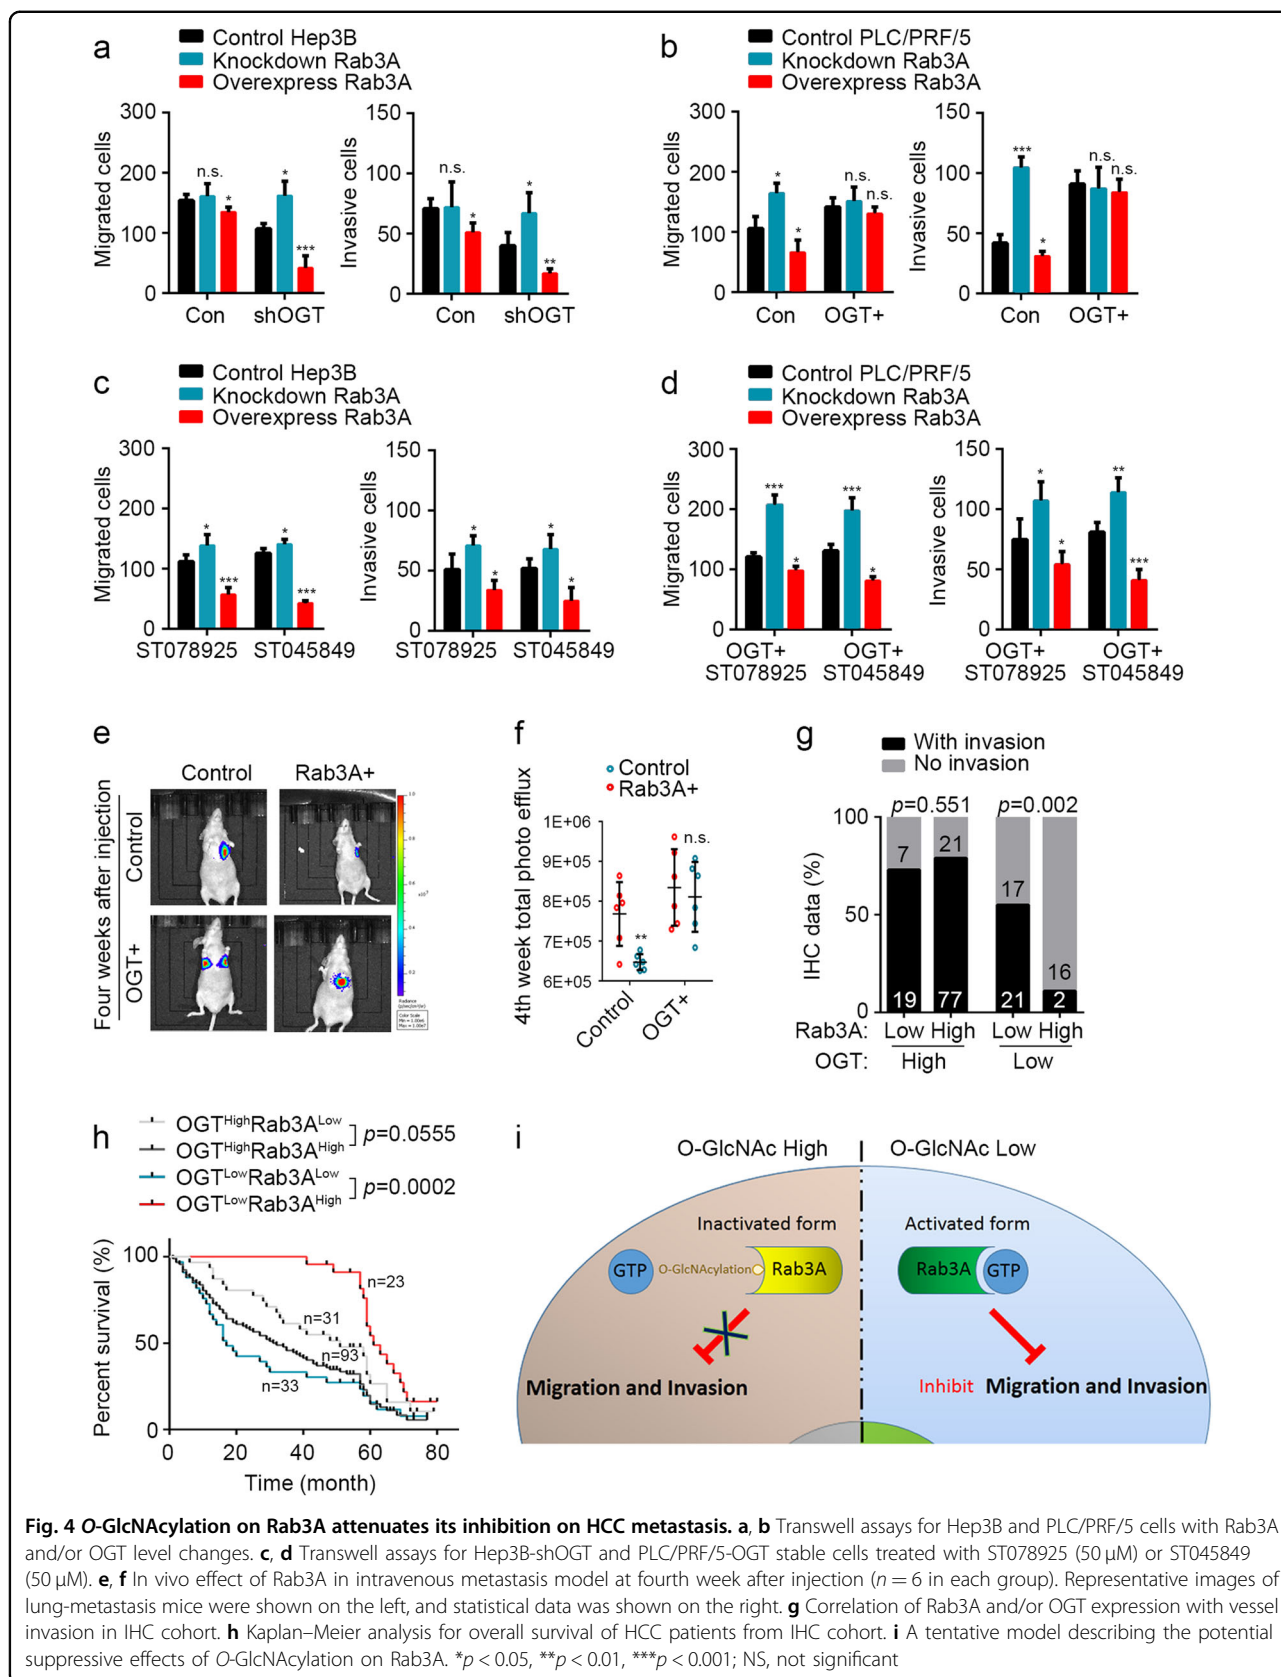 a
Control Hep3B
Knockdown Rab3A
Overexpress Rab3A
Migrated cells
300
200
100
0
n.s.
*
*
***
Con
shOGT
Invasive cells
150
100
50
0
n.s.
*
*
**
Con
shOGT
b
Control PLC/PRF/5
Knockdown Rab3A
Overexpress Rab3A
Migrated cells
300
200
100
0
*
*
n.s.
n.s.
Con
OGT+
Invasive cells
150
100
50
0
***
*
n.s.
n.s.
Con
OGT+
c
Control Hep3B
Knockdown Rab3A
Overexpress Rab3A
Migrated cells
300
200
100
0
*
***
*
***
ST078925
ST045849
Invasive cells
150
100
50
0
*
*
*
*
ST078925
ST045849
d
Control PLC/PRF/5
Knockdown Rab3A
Overexpress Rab3A
Migrated cells
300
200
100
0
***
*
***
*
OGT+ OGT+
ST078925 ST045849
Invasive cells
150
100
50
0
*
*
**
***
OGT+ OGT+
ST078925 ST045849
e
Control
Rab3A+
Four weeks after injection
Control
OGT+
f
Control
Rab3A+
4th week total photo efflux
1E+06
9E+05
8E+05
7E+05
6E+05
**
n.s.
Control
OGT+
g
With invasion
No invasion
p=0.551 p=0.002
IHC data (%)
100
50
0
7
21
17
16
19
77
21
2
Rab3A: Low High Low High
OGT: High Low
h
OGTHighRab3ALow
OGTHighRab3AHigh
p=0.0555
OGTLowRab3ALow
OGTLowRab3AHigh
p=0.0002
Percent survival (%)
100
50
0
n=23
n=31
n=93
n=33
0 20 40 60 80
Time (month)
i
O-GlcNAc High
O-GlcNAc Low
Inactivated form
Activated form
GTP O-GlcNAcylation Rab3A
Rab3A GTP
Migration and Invasion
Inhibit Migration and Invasion
Fig. 4 O-GlcNAcylation on Rab3A attenuates its inhibition on HCC metastasis. a, b Transwell assays for Hep3B and PLC/PRF/5 cells with Rab3A
and/or OGT level changes. c, d Transwell assays for Hep3B-shOGT and PLC/PRF/5-OGT stable cells treated with ST078925 (50 μM) or ST045849
(50 μM). e, f In vivo effect of Rab3A in intravenous metastasis model at fourth week after injection (n = 6 in each group). Representative images of
lung-metastasis mice were shown on the left, and statistical data was shown on the right. g Correlation of Rab3A and/or OGT expression with vessel
invasion in IHC cohort. h Kaplan–Meier analysis for overall survival of HCC patients from IHC cohort. i A tentative model describing the potential
suppressive effects of O-GlcNAcylation on Rab3A. *p < 0.05, **p < 0.01, ***p < 0.001; NS, not significant